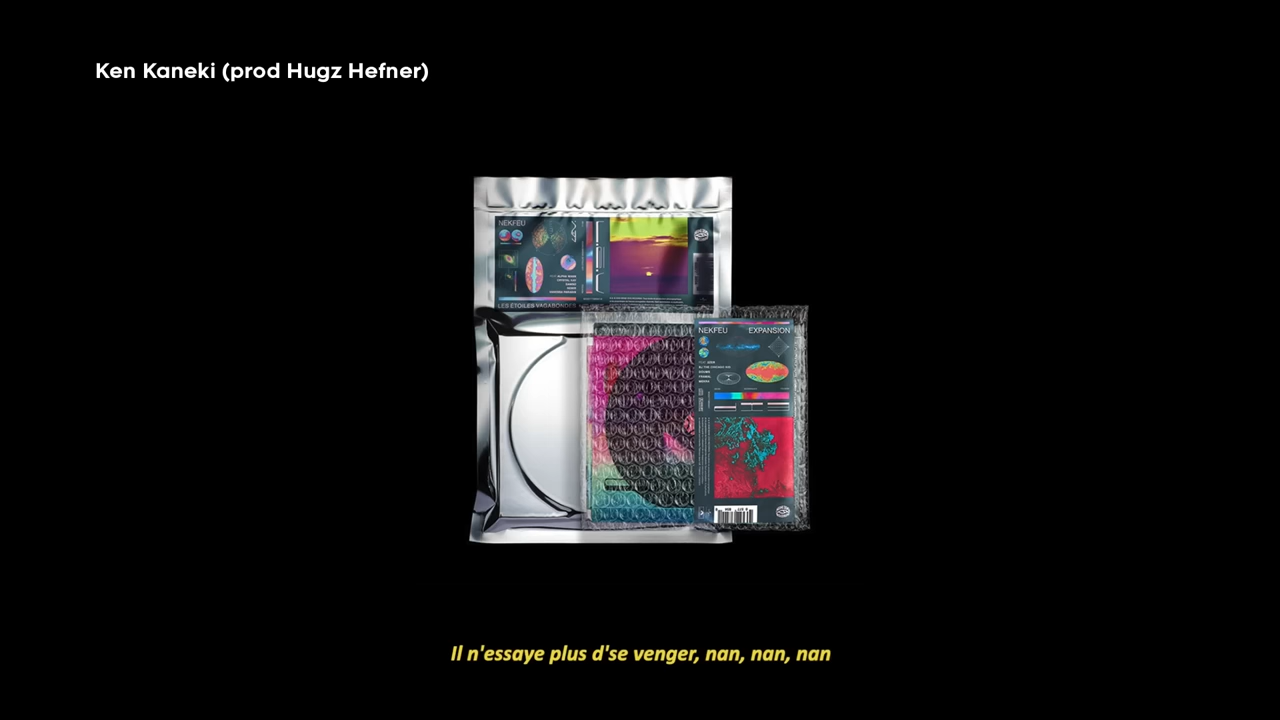 Ken Kaneki (prod Hugz Hefner)
NEKFEU
LES ÉTOILES VAGABONDES
NEKFEU EXPANSION
Il n'essaye plus d'se venger, nan, nan, nan